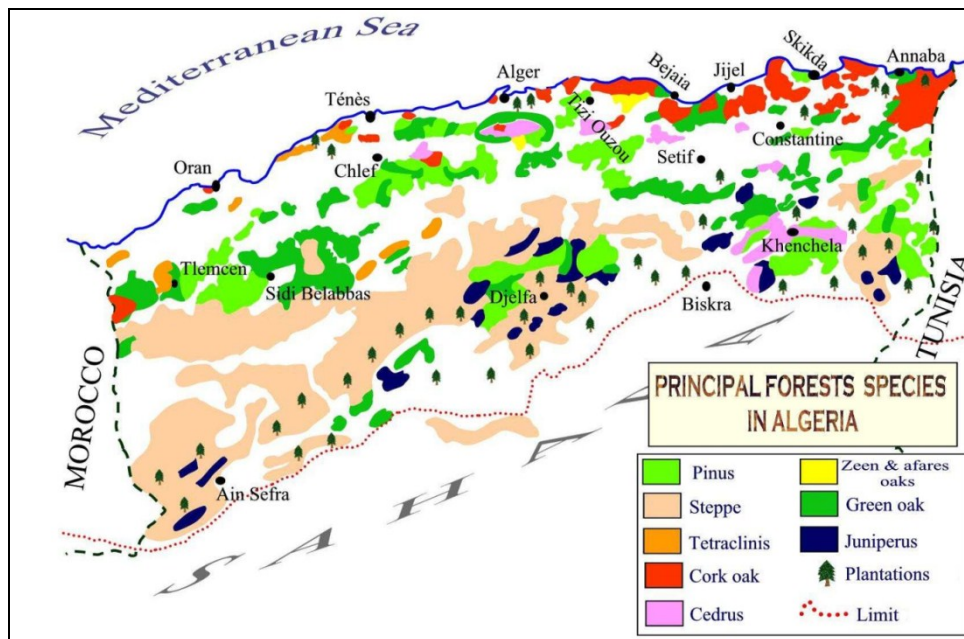 Mediterranean Sea
Skikda
Annaba
Jijel
Bejaia
Alger
Tizi Ouzou
Ténès
Constantine
Setif
Chlef
Oran
Khenchela
Tlemcen
Sidi Belabbas
Djelfa
Biskra
TUNISIA
MOROCCO
Ain Sefra
SAHARA
PRINCIPAL FORESTS SPECIES
IN ALGERIA
Pinus
Steppe
Tetraclinis
Cork oak
Cedrus
Zeen & afares
oaks
Green oak
Juniperus
Plantations
Limit